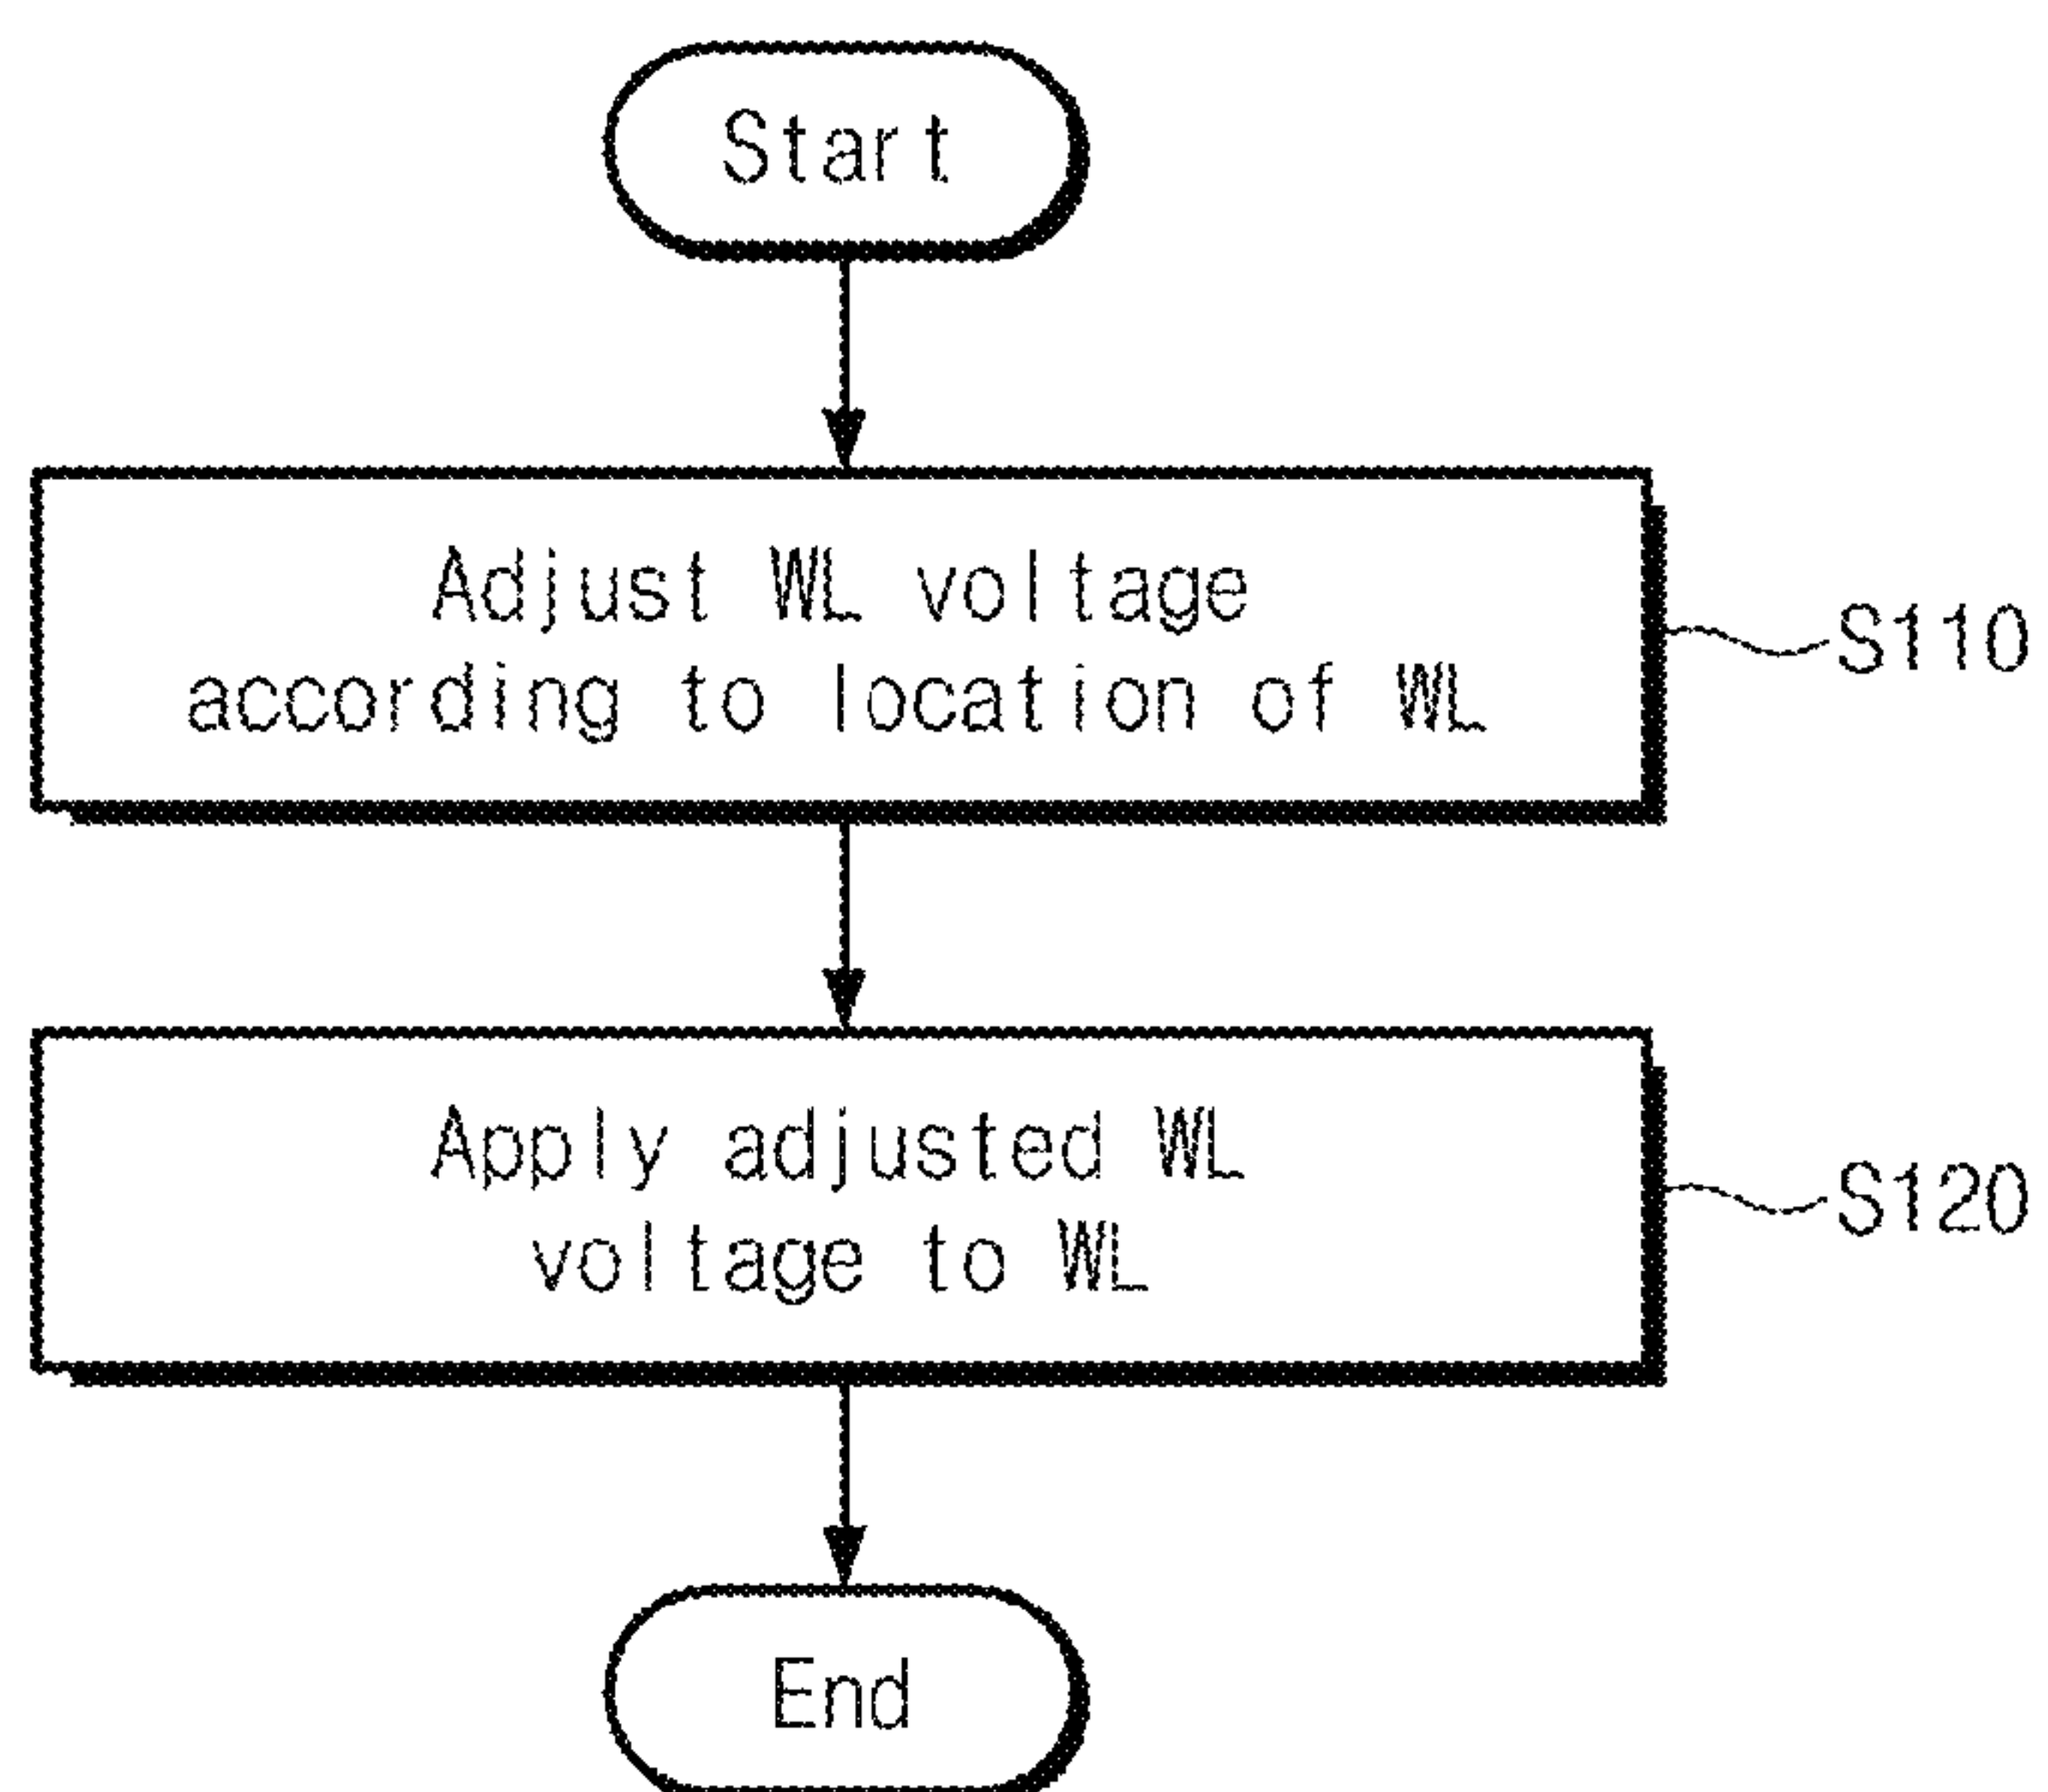 Start
Adjust WL voltage
according to location of WL
S110
Apply adjusted WL
voltage to WL
S120
End